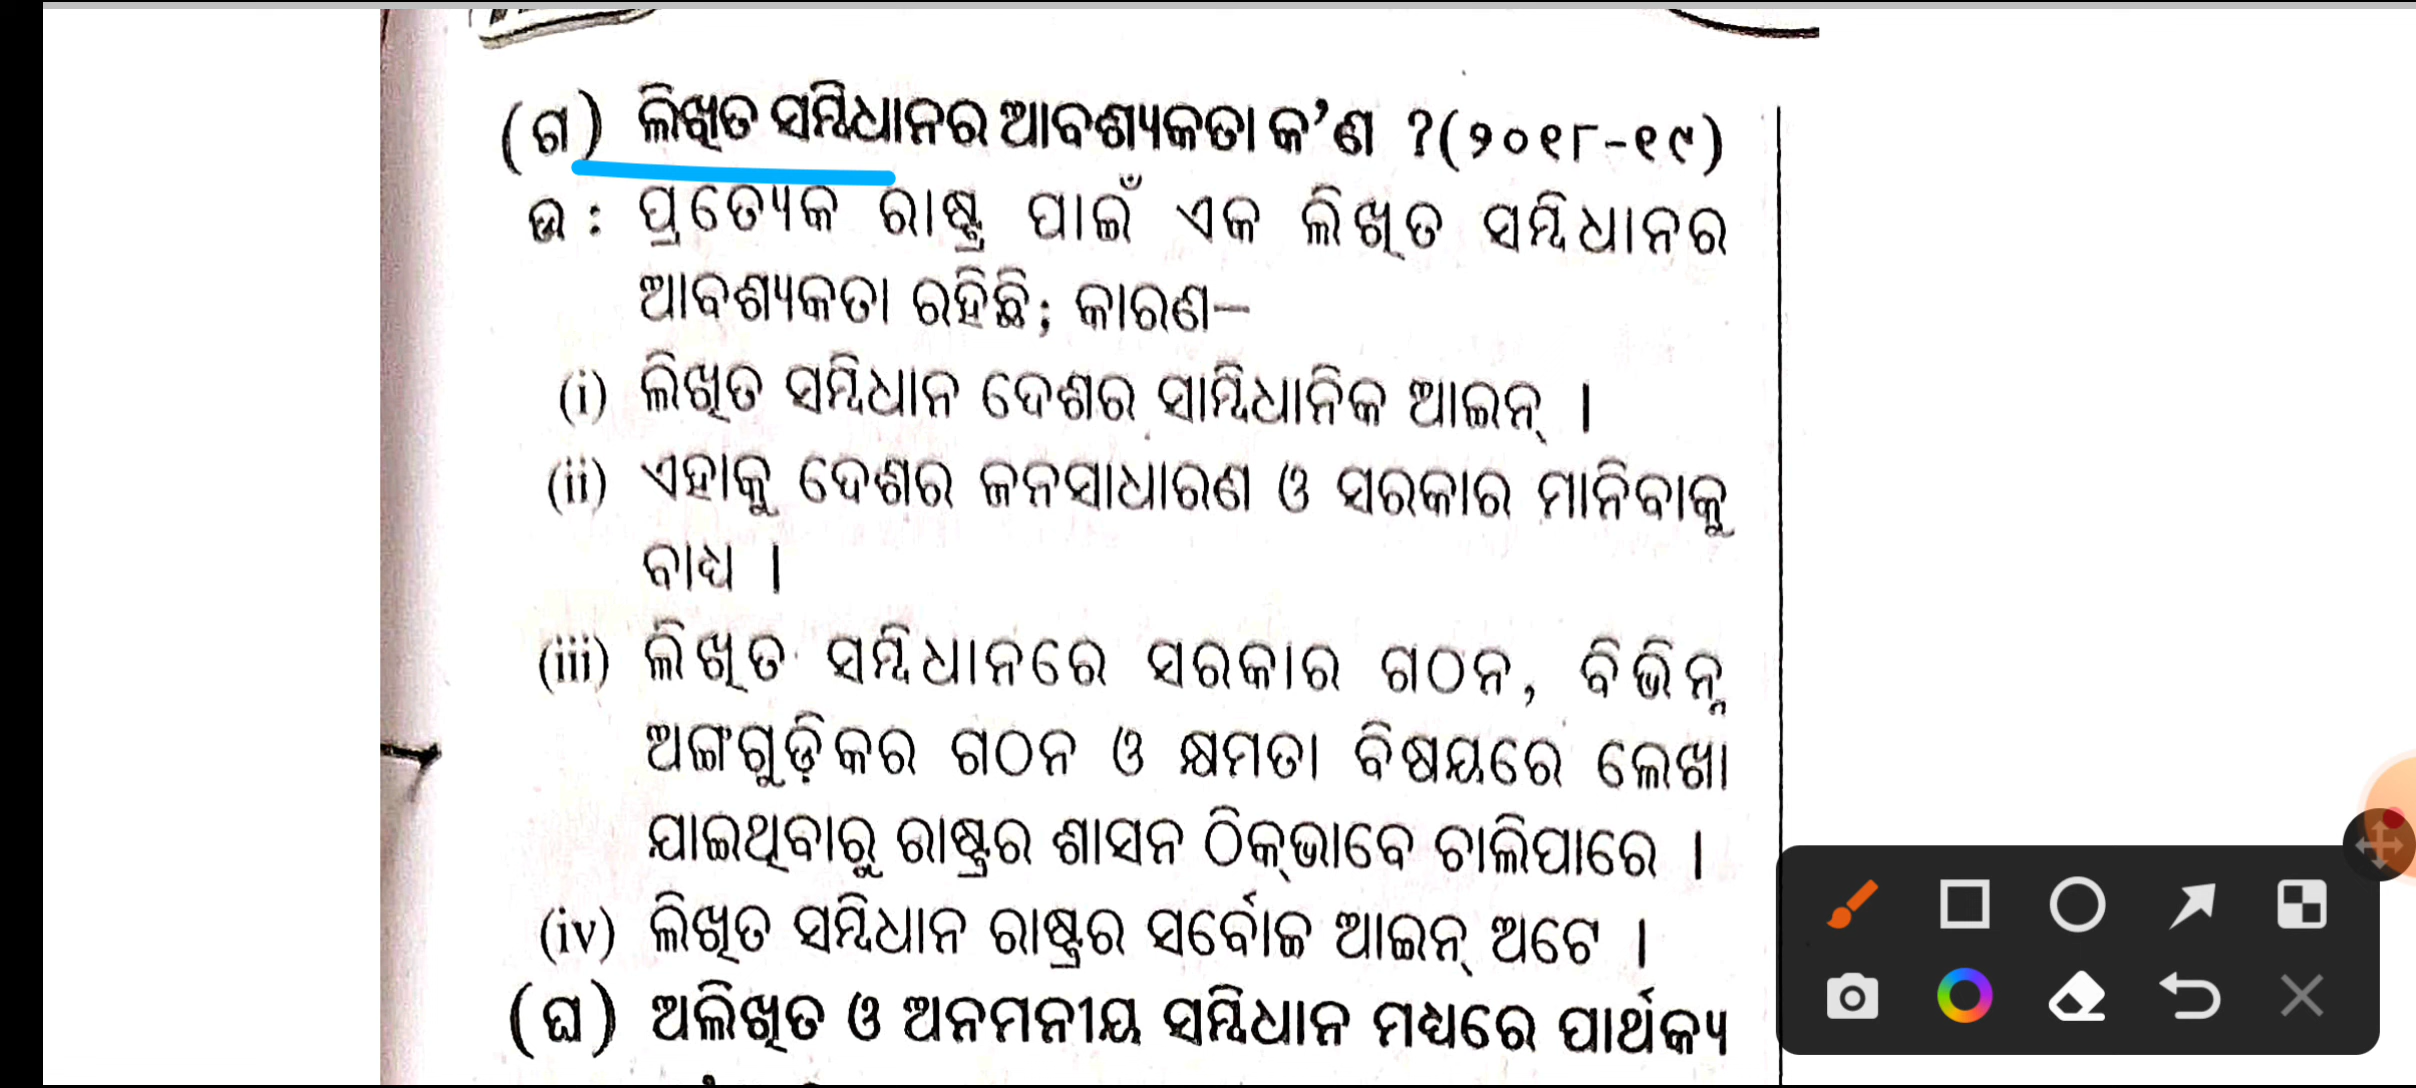 (ଗ) ଲିଖିତ ସମ୍ବିଧାନର ଆବଶ୍ୟକତା କ'ଣ ?(୨୦୧୮-୧୯)
ଉ : ପ୍ରତ୍ୟେକ ରାଷ୍ଟ୍ର ପାଇଁ ଏକ ଲିଖିତ ସମ୍ବିଧାନର
ଆବଶ୍ୟକତା ରହିଛି; କାରଣ–
(i) ଲିଖିତ ସମ୍ବିଧାନ ଦେଶର ସାମ୍ବିଧାନିକ ଆଇନ୍ ।
(ii) ଏହାକୁ ଦେଶର ଜନସାଧାରଣ ଓ ସରକାର ମାନିବାକୁ
ବାଧ୍ୟ ।
(iii) ଲିଖିତ ସମ୍ବିଧାନରେ ସରକାର ଗଠନ, ବିଭିନ୍ନ
ଅଙ୍ଗଗୁଡ଼ିକର ଗଠନ ଓ କ୍ଷମତା ବିଷୟରେ ଲେଖା
ଯାଇଥିବାରୁ ରାଷ୍ଟ୍ରର ଶାସନ ଠିକ୍‌ଭାବେ ଚାଲିପାରେ ।
(iv) ଲିଖିତ ସମ୍ବିଧାନ ରାଷ୍ଟ୍ରର ସର୍ବୋଚ୍ଚ ଆଇନ୍ ଅଟେ ।
(ଘ) ଅଲିଖିତ ଓ ଅନମନୀୟ ସମ୍ବିଧାନ ମଧ୍ୟରେ ପାର୍ଥକ୍ୟ